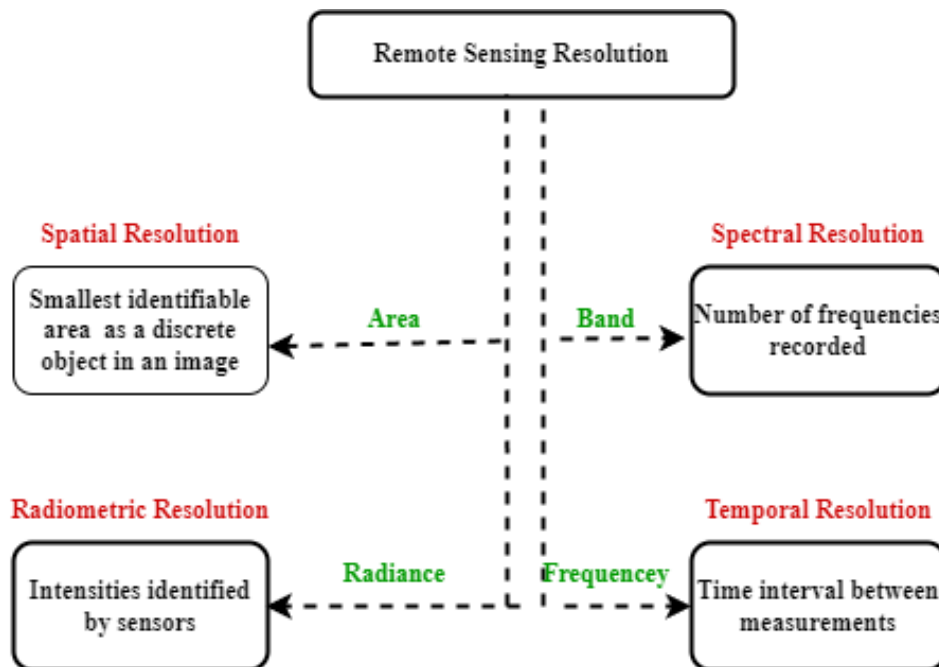 Remote Sensing Resolution
Spatial Resolution
Smallest identifiable
area as a discrete
object in an image
Area
Band
Spectral Resolution
Number of frequencies
recorded
Radiometric Resolution
Intensities identified
by sensors
Radiance
Frequencey
Temporal Resolution
Time interval between
measurements